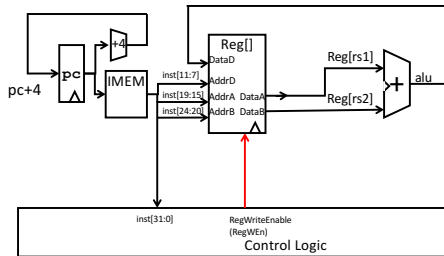 +4
Reg[]
DataD
pc
IMEM
inst[11:7]
AddrD
Reg[rs1]
pc+4
inst[19:15]
AddrA
DataA
+
alu
inst[24:20]
AddrB
DataB
Reg[rs2]
inst[31:0]
RegWriteEnable
(RegWEn)
Control Logic